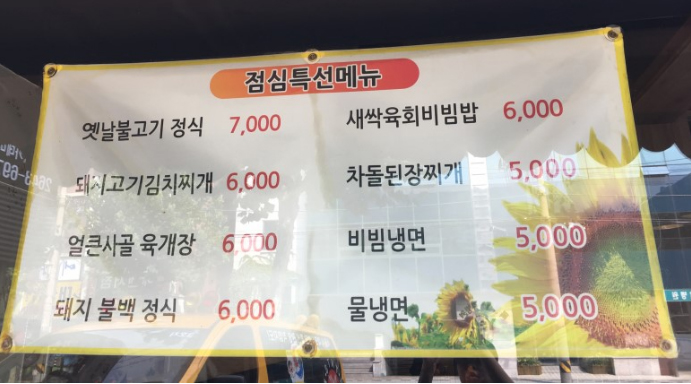 점심특선메뉴
옛날불고기 정식 7,000
돼지고기김치찌개 6,000
얼큰사골 육개장 6,000
돼지 불백 정식 6,000
새싹육회비빔밥 6,000
차돌된장찌개 5,000
비빔냉면 5,000
물냉면 5,000